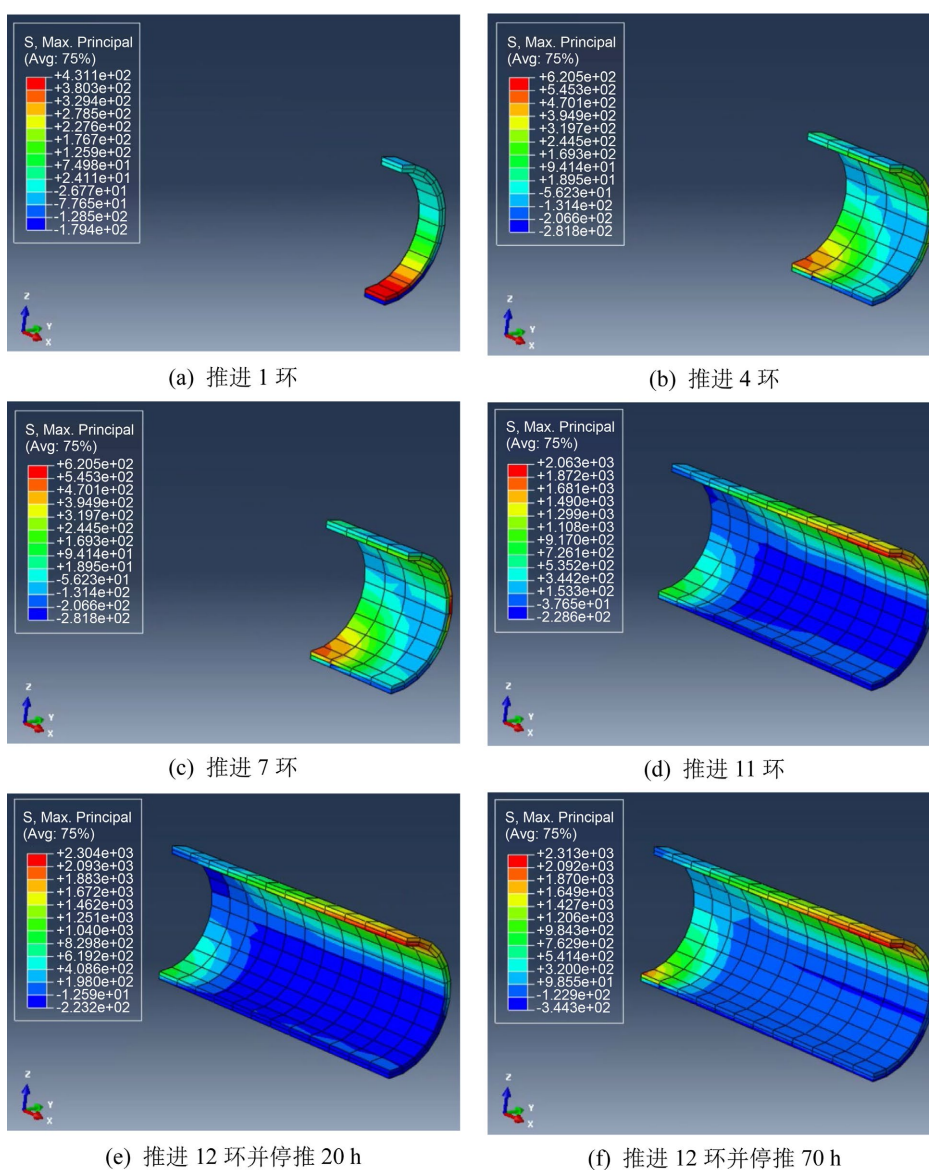 S, Max. Principal
(Avg: 75%)
+4.311e+02
+3.803e+02
+3.294e+02
+2.785e+02
+2.276e+02
+1.767e+02
+1.259e+02
+7.498e+01
+2.411e+01
-2.677e+01
-7.765e+01
-1.285e+02
-1.794e+02
Z
Y
X
(a) 推进 1 环
S, Max. Principal
(Avg: 75%)
+6.205e+02
+5.453e+02
+4.701e+02
+3.949e+02
+3.197e+02
+2.445e+02
+1.693e+02
+9.414e+01
+1.895e+01
-5.623e+01
-1.314e+02
-2.066e+02
-2.818e+02
Z
Y
X
(b) 推进 4 环
S, Max. Principal
(Avg: 75%)
+6.205e+02
+5.453e+02
+4.701e+02
+3.949e+02
+3.197e+02
+2.445e+02
+1.693e+02
+9.414e+01
+1.895e+01
-5.623e+01
-1.314e+02
-2.066e+02
-2.818e+02
Z
Y
X
(c) 推进 7 环
S, Max. Principal
(Avg: 75%)
+2.063e+03
+1.872e+03
+1.681e+03
+1.490e+03
+1.299e+03
+1.108e+03
+9.170e+02
+7.261e+02
+5.352e+02
+3.442e+02
+1.533e+02
-3.765e+01
-2.286e+02
Z
Y
X
(d) 推进 11 环
S, Max. Principal
(Avg: 75%)
+2.304e+03
+2.093e+03
+1.883e+03
+1.672e+03
+1.462e+03
+1.251e+03
+1.040e+03
+8.298e+02
+6.192e+02
+4.086e+02
+1.980e+02
-1.259e+01
-2.232e+02
Z
Y
X
(e) 推进 12 环并停推 20 h
S, Max. Principal
(Avg: 75%)
+2.313e+03
+2.092e+03
+1.870e+03
+1.649e+03
+1.427e+03
+1.206e+03
+9.843e+02
+7.629e+02
+5.414e+02
+3.200e+02
+9.855e+01
-1.229e+02
-3.443e+02
Z
Y
X
(f) 推进 12 环并停推 70 h